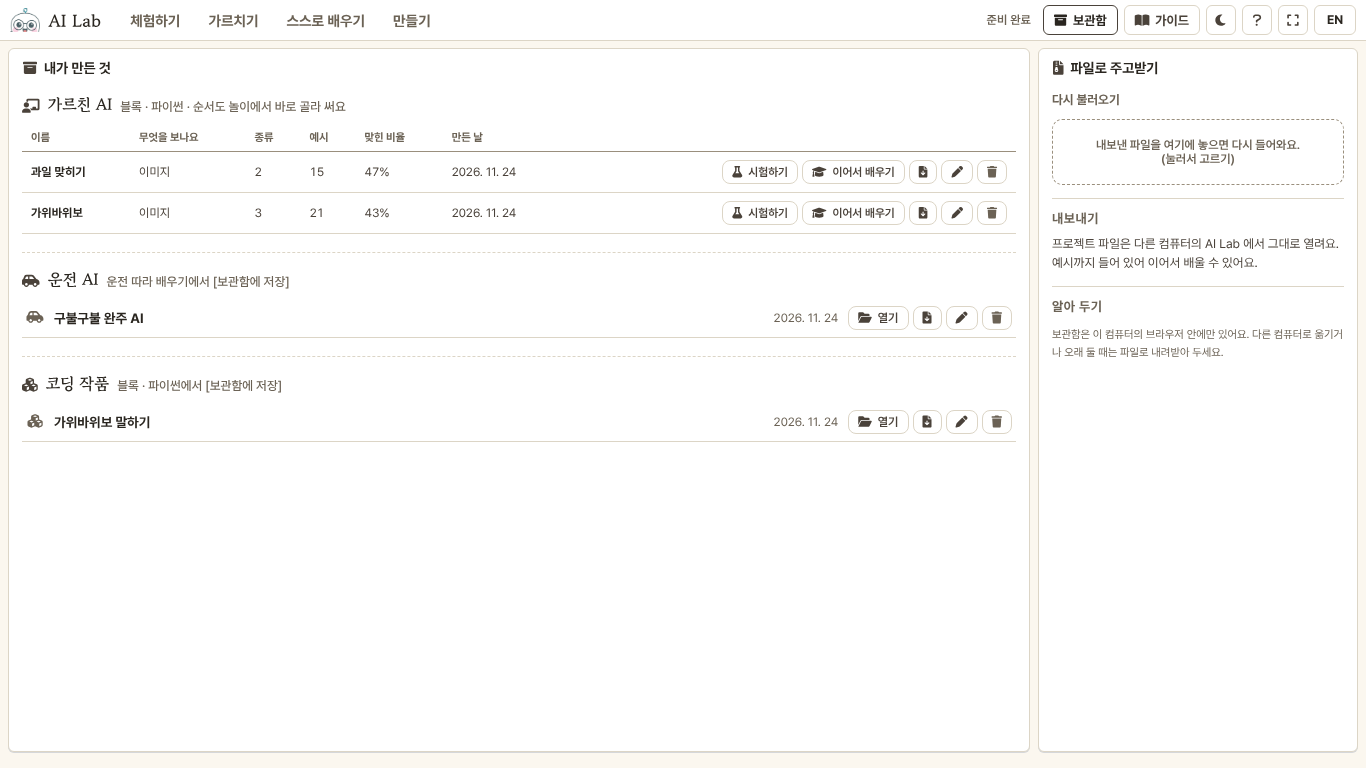 AI Lab
체험하기 가르치기 스스로 배우기 만들기
준비 완료 보관함 가이드 ? EN
내가 만든 것
가르친 AI 블록 · 파이썬 · 순서도 놀이에서 바로 골라 써요
이름 무엇을 보나요 종류 예시 맞힌 비율 만든 날
과일 맞히기 이미지 2 15 47% 2026. 11. 24 시험하기 이어서 배우기
가위바위보 이미지 3 21 43% 2026. 11. 24 시험하기 이어서 배우기
운전 AI 운전 따라 배우기에서 [보관함에 저장]
구불구불 완주 AI 2026. 11. 24 열기
코딩 작품 블록 · 파이썬에서 [보관함에 저장]
가위바위보 말하기 2026. 11. 24 열기
파일로 주고받기
다시 불러오기
내보낸 파일을 여기에 놓으면 다시 들어와요.
(눌러서 고르기)
내보내기
프로젝트 파일은 다른 컴퓨터의 AI Lab 에서 그대로 열려요.
예시까지 들어 있어 이어서 배울 수 있어요.
알아 두기
보관함은 이 컴퓨터의 브라우저 안에만 있어요. 다른 컴퓨터로 옮기거
나 오래 둘 때는 파일로 내려받아 두세요.